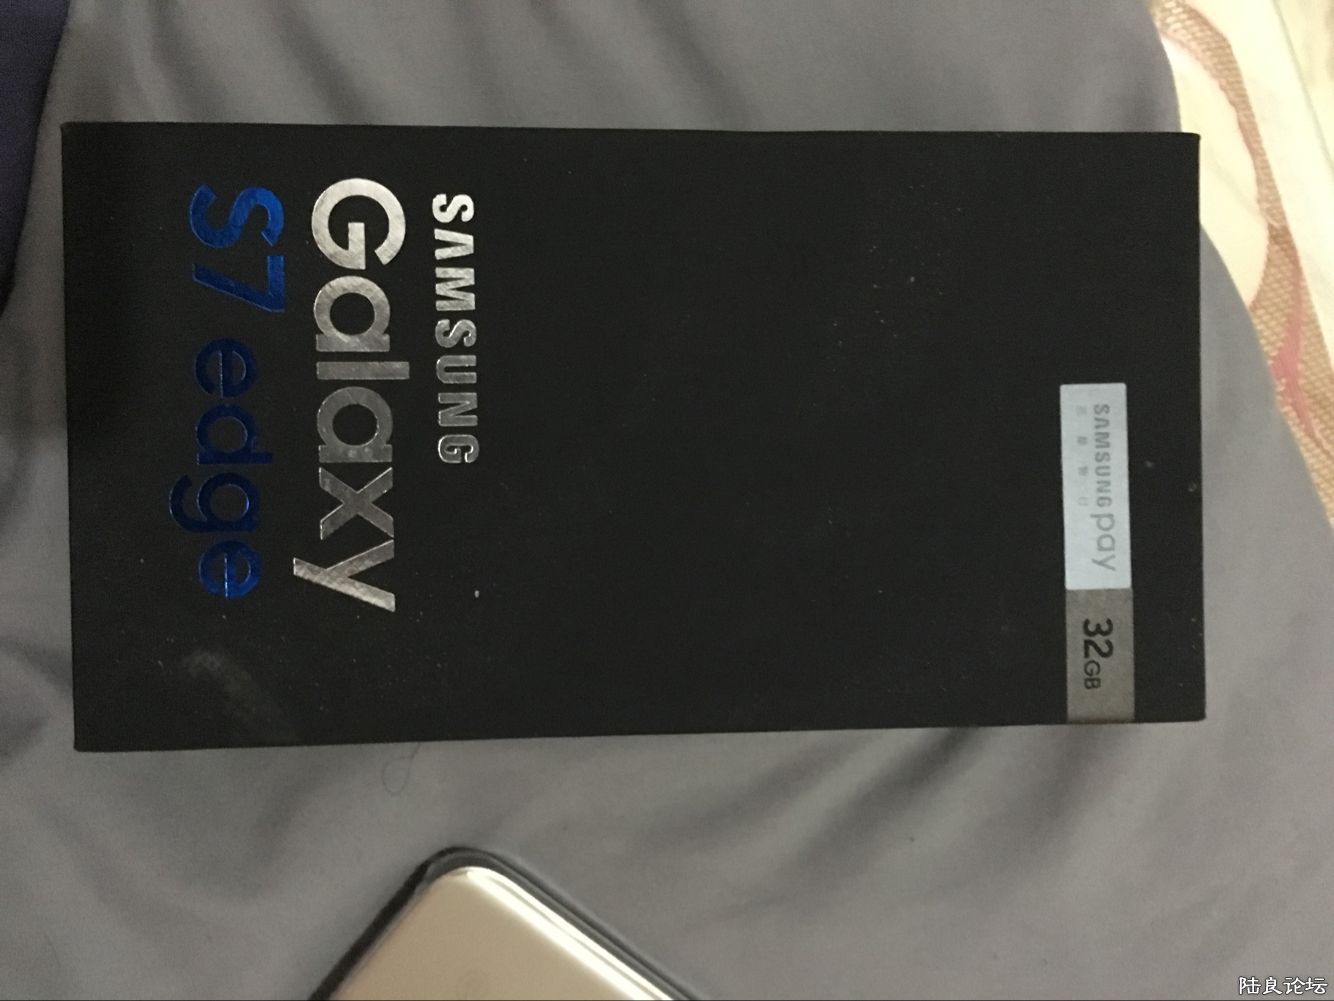 SAMSUNG
Galaxy
S7 edge
SAMSUNG pay
32GB
陆良论坛